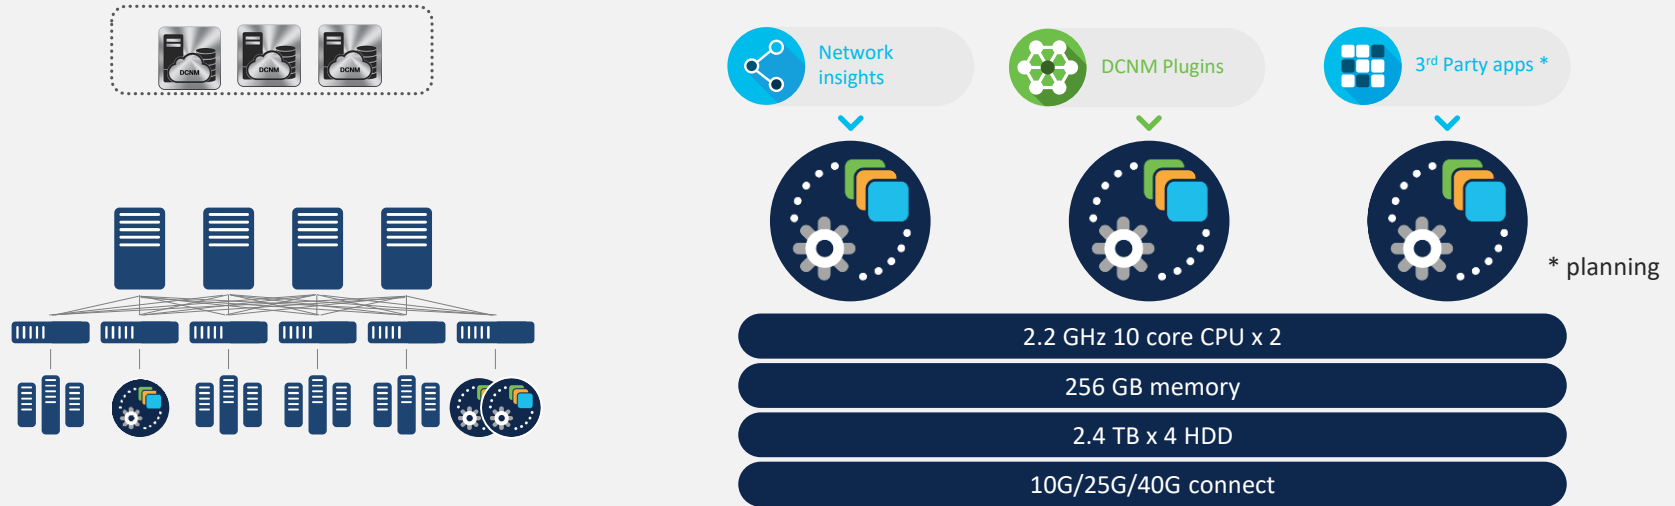 DCNM
DCNM
DCNM
Network
insights
DCNM Plugins
3rd Party apps *
* planning
2.2 GHz 10 core CPU x 2
256 GB memory
2.4 TB x 4 HDD
10G/25G/40G connect